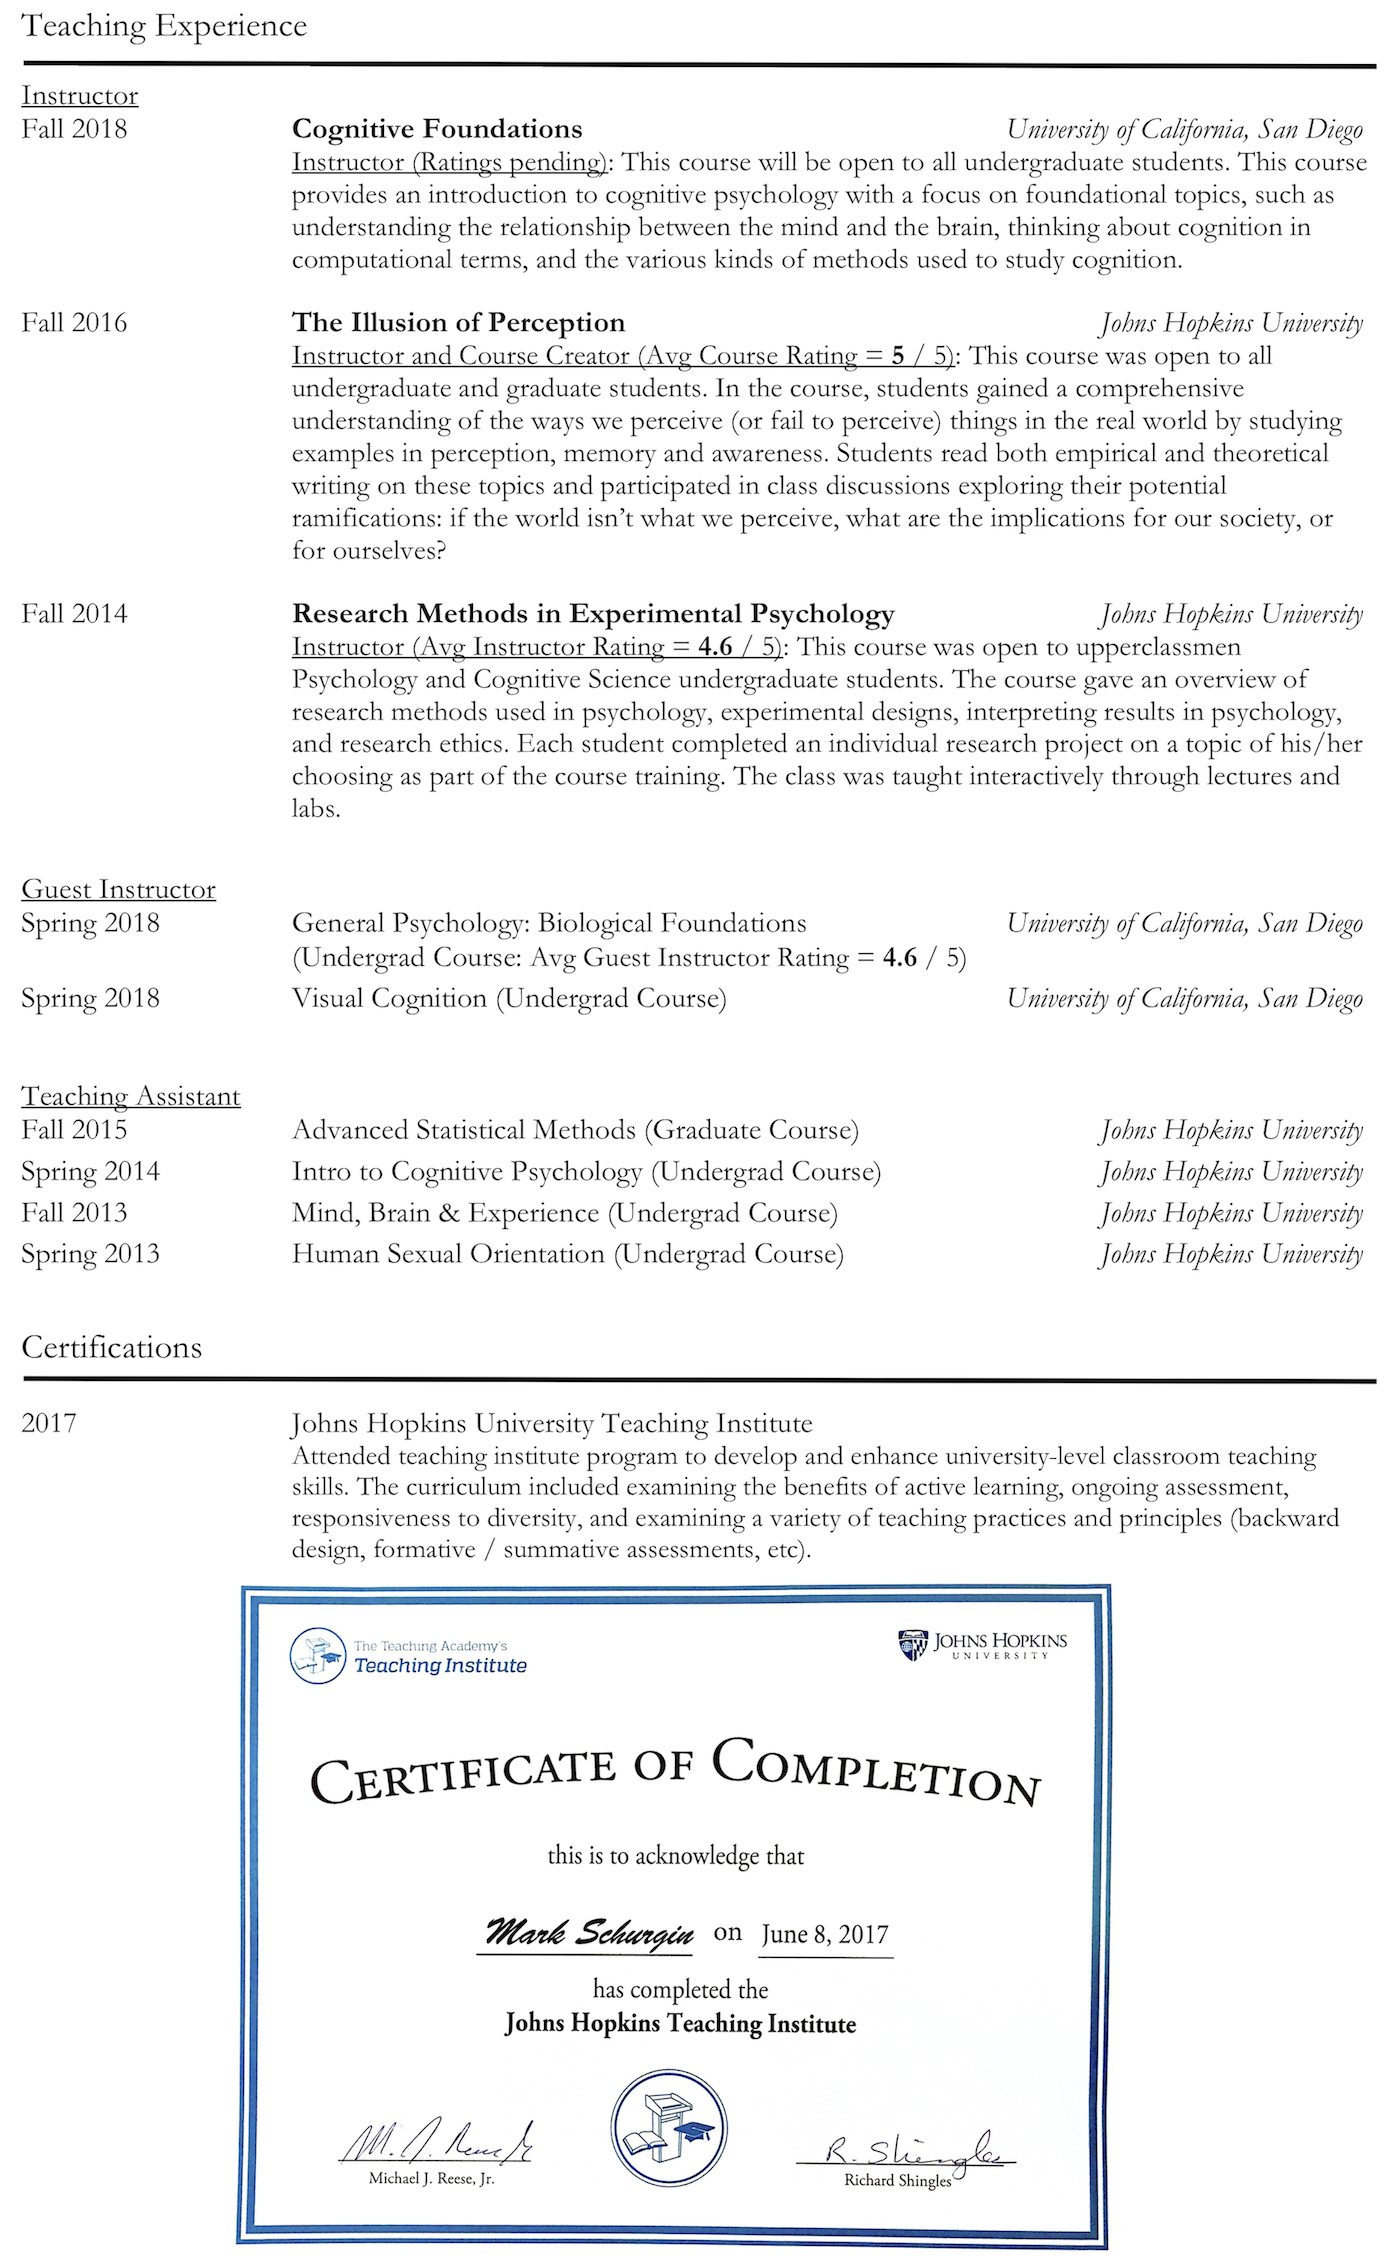 Teaching Experience
Instructor
Fall 2018 Cognitive Foundations University of California, San Diego
Instructor (Ratings pending): This course will be open to all undergraduate students. This course
provides an introduction to cognitive psychology with a focus on foundational topics, such as
understanding the relationship between the mind and the brain, thinking about cognition in
computational terms, and the various kinds of methods used to study cognition.
Fall 2016 The Illusion of Perception Johns Hopkins University
Instructor and Course Creator (Avg Course Rating = 5 / 5): This course was open to all
undergraduate and graduate students. In the course, students gained a comprehensive
understanding of the ways we perceive (or fail to perceive) things in the real world by studying
examples in perception, memory and awareness. Students read both empirical and theoretical
writing on these topics and participated in class discussions exploring their potential
ramifications: if the world isn't what we perceive, what are the implications for our society, or
for ourselves?
Fall 2014 Research Methods in Experimental Psychology Johns Hopkins University
Instructor (Avg Instructor Rating = 4.6 / 5): This course was open to upperclassmen
Psychology and Cognitive Science undergraduate students. The course gave an overview of
research methods used in psychology, experimental designs, interpreting results in psychology,
and research ethics. Each student completed an individual research project on a topic of his/her
choosing as part of the course training. The class was taught interactively through lectures and
labs.
Guest Instructor
Spring 2018 General Psychology: Biological Foundations University of California, San Diego
(Undergrad Course: Avg Guest Instructor Rating = 4.6 / 5)
Spring 2018 Visual Cognition (Undergrad Course) University of California, San Diego
Teaching Assistant
Fall 2015 Advanced Statistical Methods (Graduate Course) Johns Hopkins University
Spring 2014 Intro to Cognitive Psychology (Undergrad Course) Johns Hopkins University
Fall 2013 Mind, Brain & Experience (Undergrad Course) Johns Hopkins University
Spring 2013 Human Sexual Orientation (Undergrad Course) Johns Hopkins University
Certifications
2017 Johns Hopkins University Teaching Institute
Attended teaching institute program to develop and enhance university-level classroom teaching
skills. The curriculum included examining the benefits of active learning, ongoing assessment,
responsiveness to diversity, and examining a variety of teaching practices and principles (backward
design, formative / summative assessments, etc).
The Teaching Academy's
Teaching Institute
JOHNS HOPKINS
UNIVERSITY
CERTIFICATE OF COMPLETION
this is to acknowledge that
Mark Schurgin on June 8, 2017
has completed the
Johns Hopkins Teaching Institute
M. J. Reese Jr
Michael J. Reese, Jr.
R. Shingles
Richard Shingles